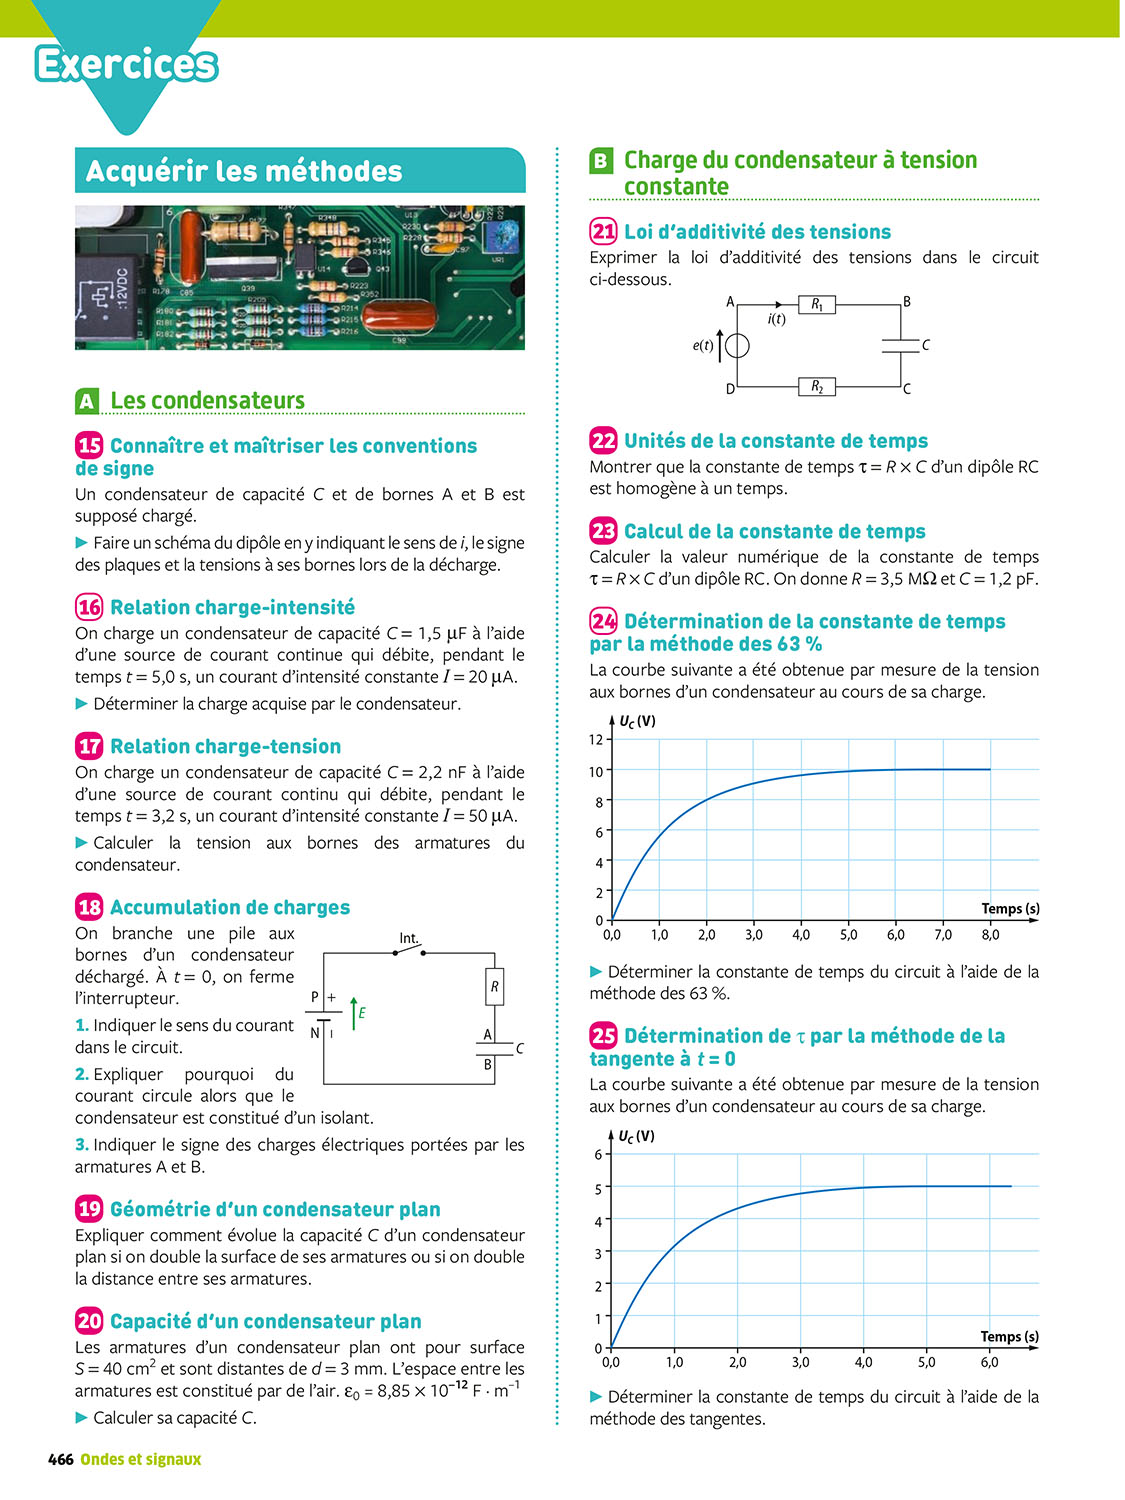 Exercices
Acquérir les méthodes
:12VDC
A Les condensateurs
15 Connaître et maîtriser les conventions
de signe
Un condensateur de capacité C et de bornes A et B est
supposé chargé.
► Faire un schéma du dipôle en y indiquant le sens de i, le signe
des plaques et la tensions à ses bornes lors de la décharge.
16 Relation charge-intensité
On charge un condensateur de capacité C = 1,5 μF à l'aide
d'une source de courant continue qui débite, pendant le
temps t = 5,0 s, un courant d'intensité constante I = 20 μA.
► Déterminer la charge acquise par le condensateur.
17 Relation charge-tension
On charge un condensateur de capacité C = 2,2 nF à l'aide
d'une source de courant continu qui débite, pendant le
temps t = 3,2 s, un courant d'intensité constante I = 50 μA.
► Calculer la tension aux bornes des armatures du
condensateur.
18 Accumulation de charges
On branche une pile aux
bornes d'un condensateur
déchargé. À t = 0, on ferme
l'interrupteur.
1. Indiquer le sens du courant
dans le circuit.
2. Expliquer pourquoi du
courant circule alors que le
condensateur est constitué d'un isolant.
3. Indiquer le signe des charges électriques portées par les
armatures A et B.
Int.
P +
E
N −
R
A
C
B
19 Géométrie d'un condensateur plan
Expliquer comment évolue la capacité C d'un condensateur
plan si on double la surface de ses armatures ou si on double
la distance entre ses armatures.
20 Capacité d'un condensateur plan
Les armatures d'un condensateur plan ont pour surface
S = 40 cm² et sont distantes de d = 3 mm. L'espace entre les
armatures est constitué par de l'air. ε₀ = 8,85 × 10⁻¹² F · m⁻¹
► Calculer sa capacité C.
B Charge du condensateur à tension
constante
21 Loi d'additivité des tensions
Exprimer la loi d'additivité des tensions dans le circuit
ci-dessous.
A R₁ B
i(t)
e(t) C
D R₂ C
22 Unités de la constante de temps
Montrer que la constante de temps τ = R × C d'un dipôle RC
est homogène à un temps.
23 Calcul de la constante de temps
Calculer la valeur numérique de la constante de temps
τ = R × C d'un dipôle RC. On donne R = 3,5 MΩ et C = 1,2 pF.
24 Détermination de la constante de temps
par la méthode des 63 %
La courbe suivante a été obtenue par mesure de la tension
aux bornes d'un condensateur au cours de sa charge.
U_C (V)
12
10
8
6
4
2
0
Temps (s)
0,0 1,0 2,0 3,0 4,0 5,0 6,0 7,0 8,0
► Déterminer la constante de temps du circuit à l'aide de la
méthode des 63 %.
25 Détermination de τ par la méthode de la
tangente à t = 0
La courbe suivante a été obtenue par mesure de la tension
aux bornes d'un condensateur au cours de sa charge.
U_C (V)
6
5
4
3
2
1
0
Temps (s)
0,0 1,0 2,0 3,0 4,0 5,0 6,0
► Déterminer la constante de temps du circuit à l'aide de la
méthode des tangentes.
466 Ondes et signaux